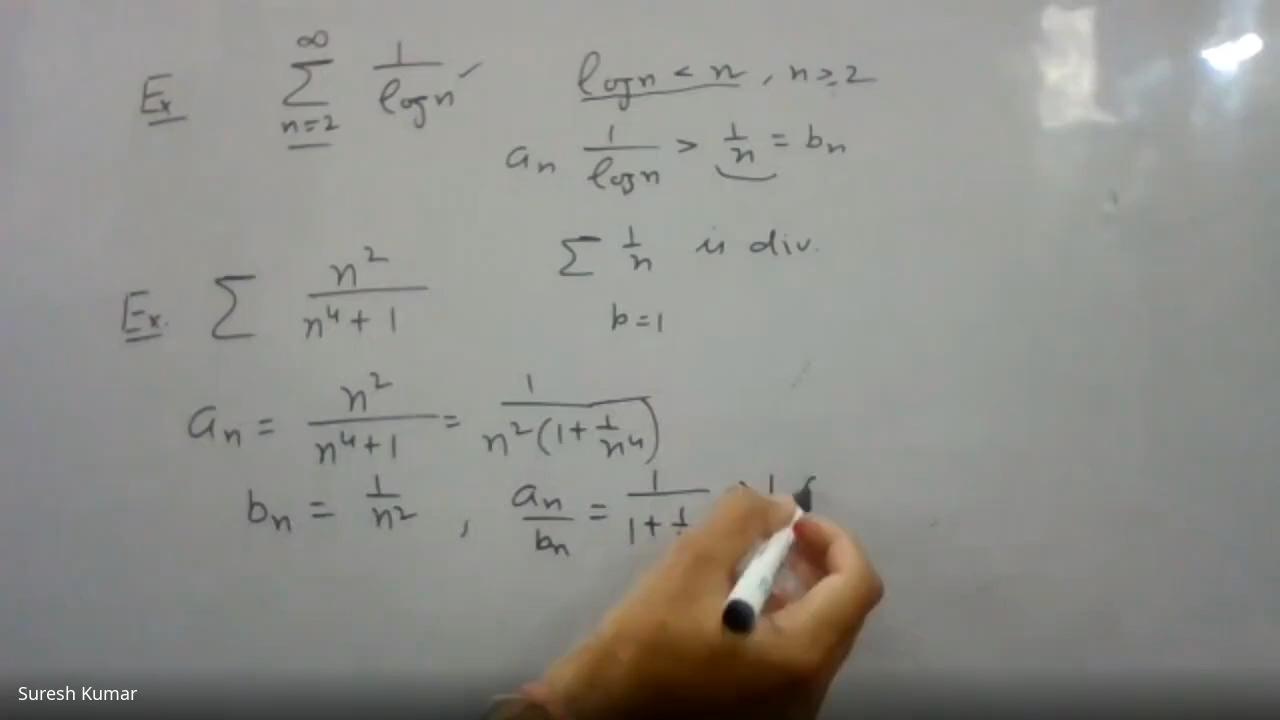 Ex ∑_{n=2}^{∞} 1/log n ✓ log n < n, n ≥ 2
a_n 1/log n > 1/n = b_n
∑ 1/n is div.
Ex. ∑ n²/(n⁴+1)
p=1
a_n = n²/(n⁴+1) = 1/(n²(1+1/n⁴))
b_n = 1/n², a_n/b_n = 1/(1+1
Suresh Kumar